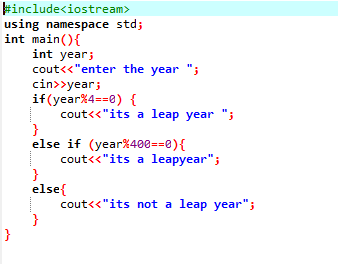 #include<iostream>
using namespace std;
int main(){
    int year;
    cout<<"enter the year ";
    cin>>year;
    if(year%4==0) {
        cout<<"its a leap year ";
    }
    else if (year%400==0){
        cout<<"its a leapyear";
    }
    else{
        cout<<"its not a leap year";
    }
}